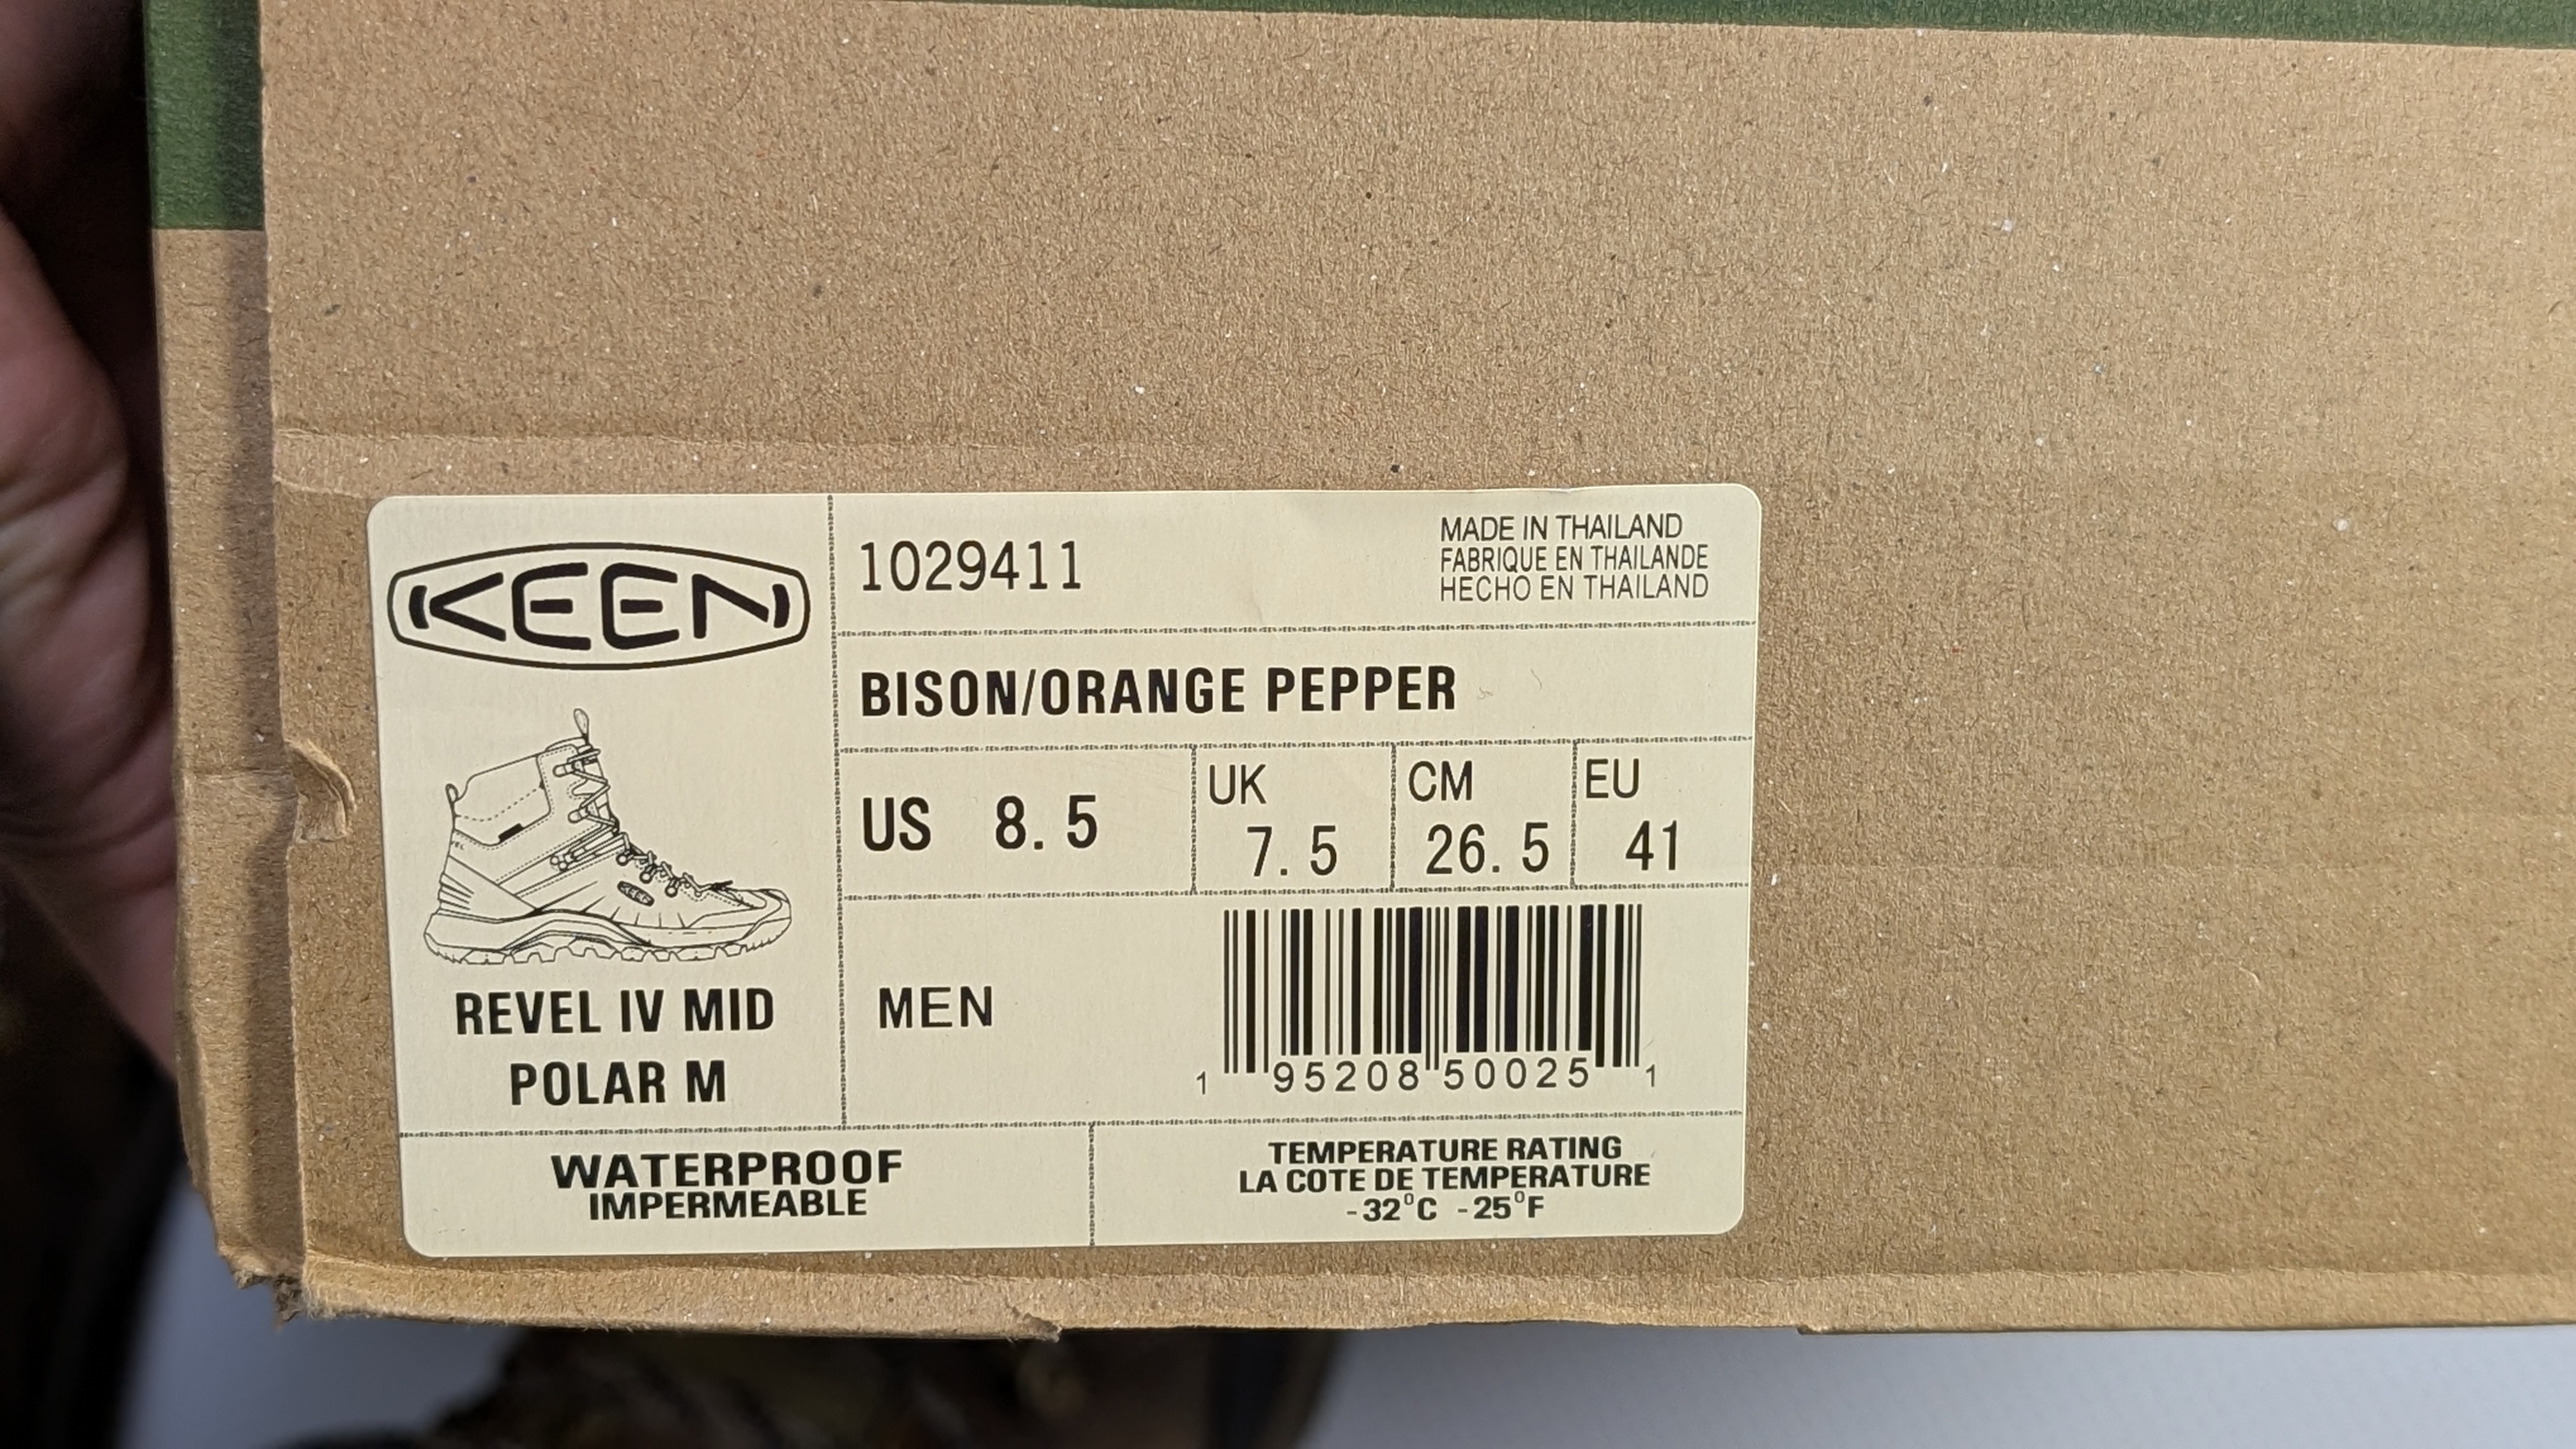 KEEN
1029411
MADE IN THAILAND
FABRIQUE EN THAILANDE
HECHO EN THAILAND
BISON/ORANGE PEPPER
US 8.5
UK 7.5
CM 26.5
EU 41
REVEL IV MID
POLAR M
MEN
1 95208 50025 1
WATERPROOF
IMPERMEABLE
TEMPERATURE RATING
LA COTE DE TEMPERATURE
-32°C -25°F